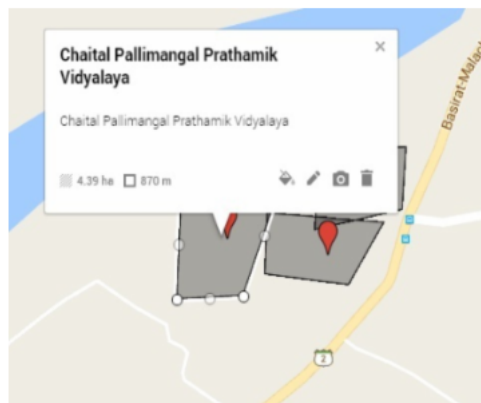 Chaital Pallimangal Prathamik
Vidyalaya
Chaital Pallimangal Prathamik Vidyalaya
4.39 ha 870 m
Basirat-Malac
2